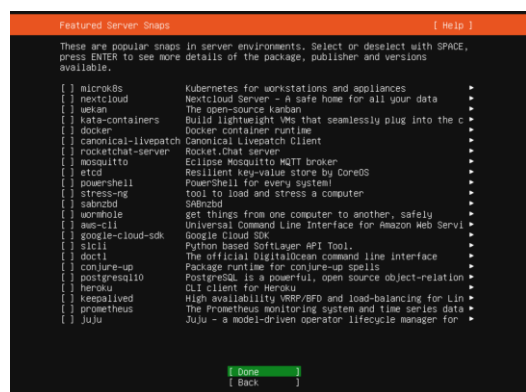 Featured Server Snaps [ Help ]
These are popular snaps in server environments. Select or deselect with SPACE,
press ENTER to see more details of the package, publisher and versions
available.
[ ] microk8s Kubernetes for workstations and appliances ▸
[ ] nextcloud Nextcloud Server - A safe home for all your data ▸
[ ] wekan The open-source kanban ▸
[ ] kata-containers Build lightweight VMs that seamlessly plug into the c ▸
[ ] docker Docker container runtime ▸
[ ] canonical-livepatch Canonical Livepatch Client ▸
[ ] rocketchat-server Rocket.Chat server ▸
[ ] mosquitto Eclipse Mosquitto MQTT broker ▸
[ ] etcd Resilient key-value store by CoreOS ▸
[ ] powershell PowerShell for every system! ▸
[ ] stress-ng tool to load and stress a computer ▸
[ ] sabnzbd SABnzbd ▸
[ ] wormhole get things from one computer to another, safely ▸
[ ] aws-cli Universal Command Line Interface for Amazon Web Servi ▸
[ ] google-cloud-sdk Google Cloud SDK ▸
[ ] slcli Python based SoftLayer API Tool. ▸
[ ] doctl The official DigitalOcean command line interface ▸
[ ] conjure-up Package runtime for conjure-up spells ▸
[ ] postgresql10 PostgreSQL is a powerful, open source object-relation ▸
[ ] heroku CLI client for Heroku ▸
[ ] keepalived High availability VRRP/BFD and load-balancing for Lin ▸
[ ] prometheus The Prometheus monitoring system and time series data ▸
[ ] juju Juju - a model-driven operator lifecycle manager for ▸
[ Done ]
[ Back ]